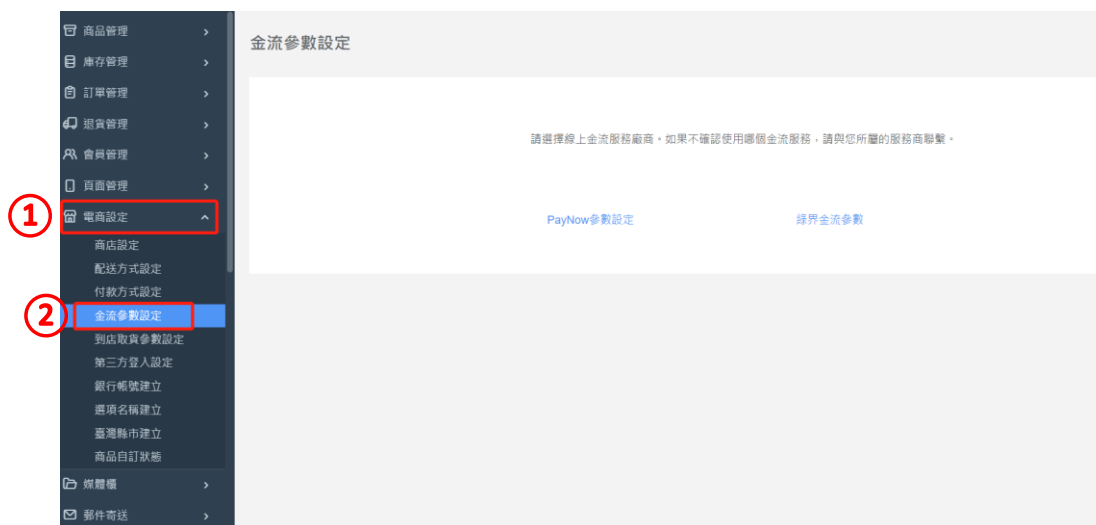 商品管理
庫存管理
訂單管理
退貨管理
會員管理
頁面管理
①
電商設定
商店設定
配送方式設定
付款方式設定
②
金流參數設定
到店取貨參數設定
第三方登入設定
銀行帳號建立
選項名稱建立
臺灣縣市建立
商品自訂狀態
媒體櫃
郵件寄送
金流參數設定
請選擇線上金流服務廠商。如果不確認使用哪個金流服務，請與您所屬的服務商聯繫。
PayNow參數設定
綠界金流參數